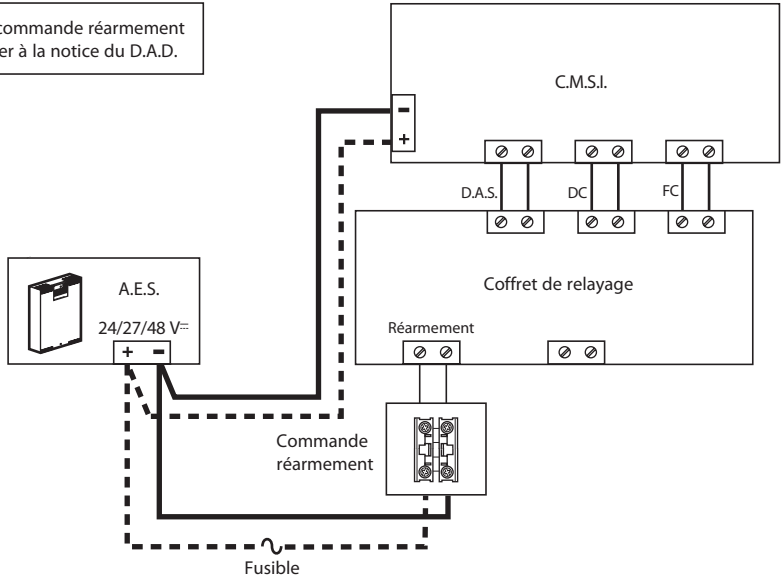 commande réarmement
er à la notice du D.A.D.
C.M.S.I.
-
+
D.A.S.
DC
FC
Coffret de relayage
Réarmement
A.E.S.
24/27/48 V⎓
+ -
Commande
réarmement
Fusible